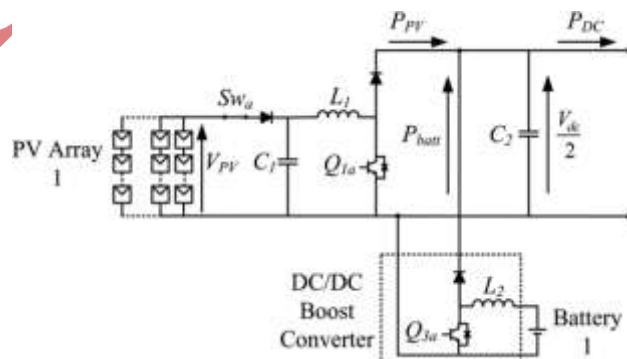 P_PV
P_DC
Sw_a
L_1
PV Array
1
V_PV
C_1
Q_1a
P_batt
C_2
V_dc
2
DC/DC
Boost
Converter
L_2
Q_3a
Battery
1